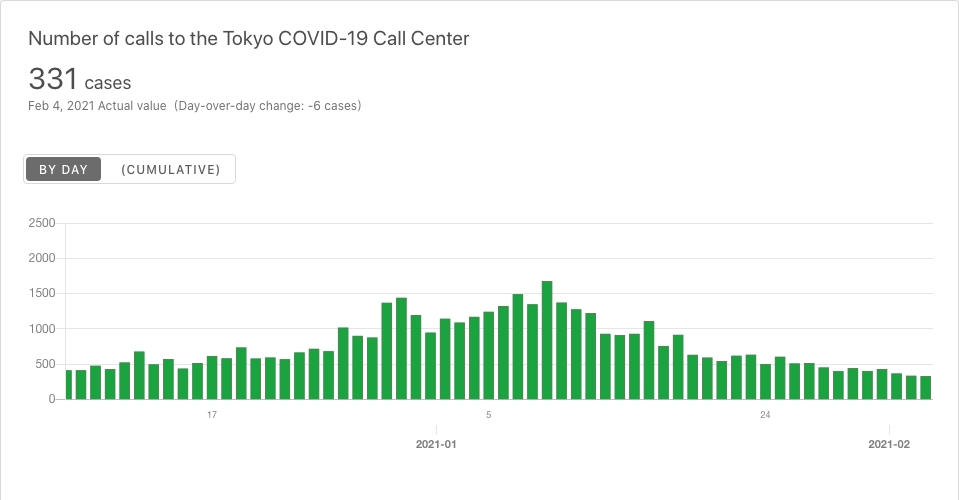 Number of calls to the Tokyo COVID-19 Call Center
331 cases
Feb 4, 2021 Actual value (Day-over-day change: -6 cases)
BY DAY (CUMULATIVE)
2500
2000
1500
1000
500
0
17 5 24
2021-01 2021-02